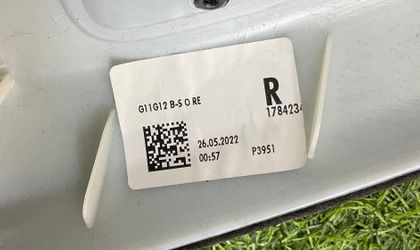 G11G12 B-S O RE
R
1784234
26.05.2022
00:57 P3951